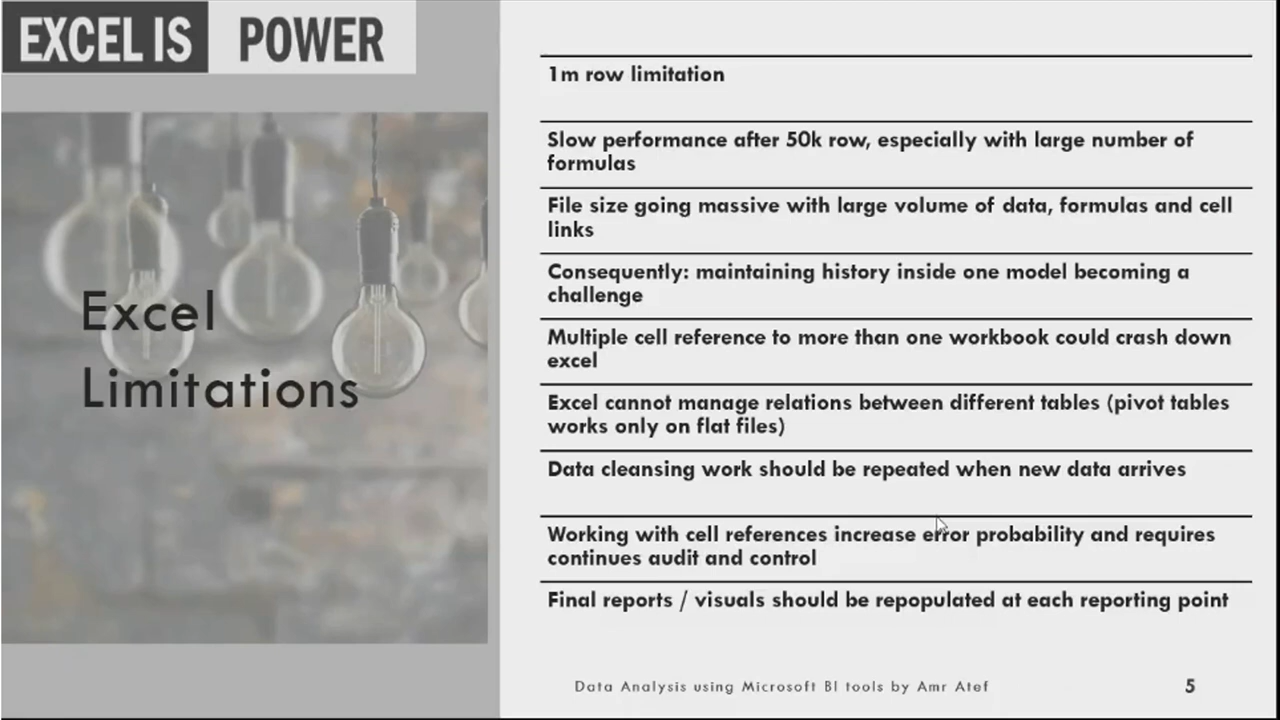 EXCEL IS POWER
Excel
Limitations
1m row limitation
Slow performance after 50k row, especially with large number of
formulas
File size going massive with large volume of data, formulas and cell
links
Consequently: maintaining history inside one model becoming a
challenge
Multiple cell reference to more than one workbook could crash down
excel
Excel cannot manage relations between different tables (pivot tables
works only on flat files)
Data cleansing work should be repeated when new data arrives
Working with cell references increase error probability and requires
continues audit and control
Final reports / visuals should be repopulated at each reporting point
Data Analysis using Microsoft BI tools by Amr Atef
5